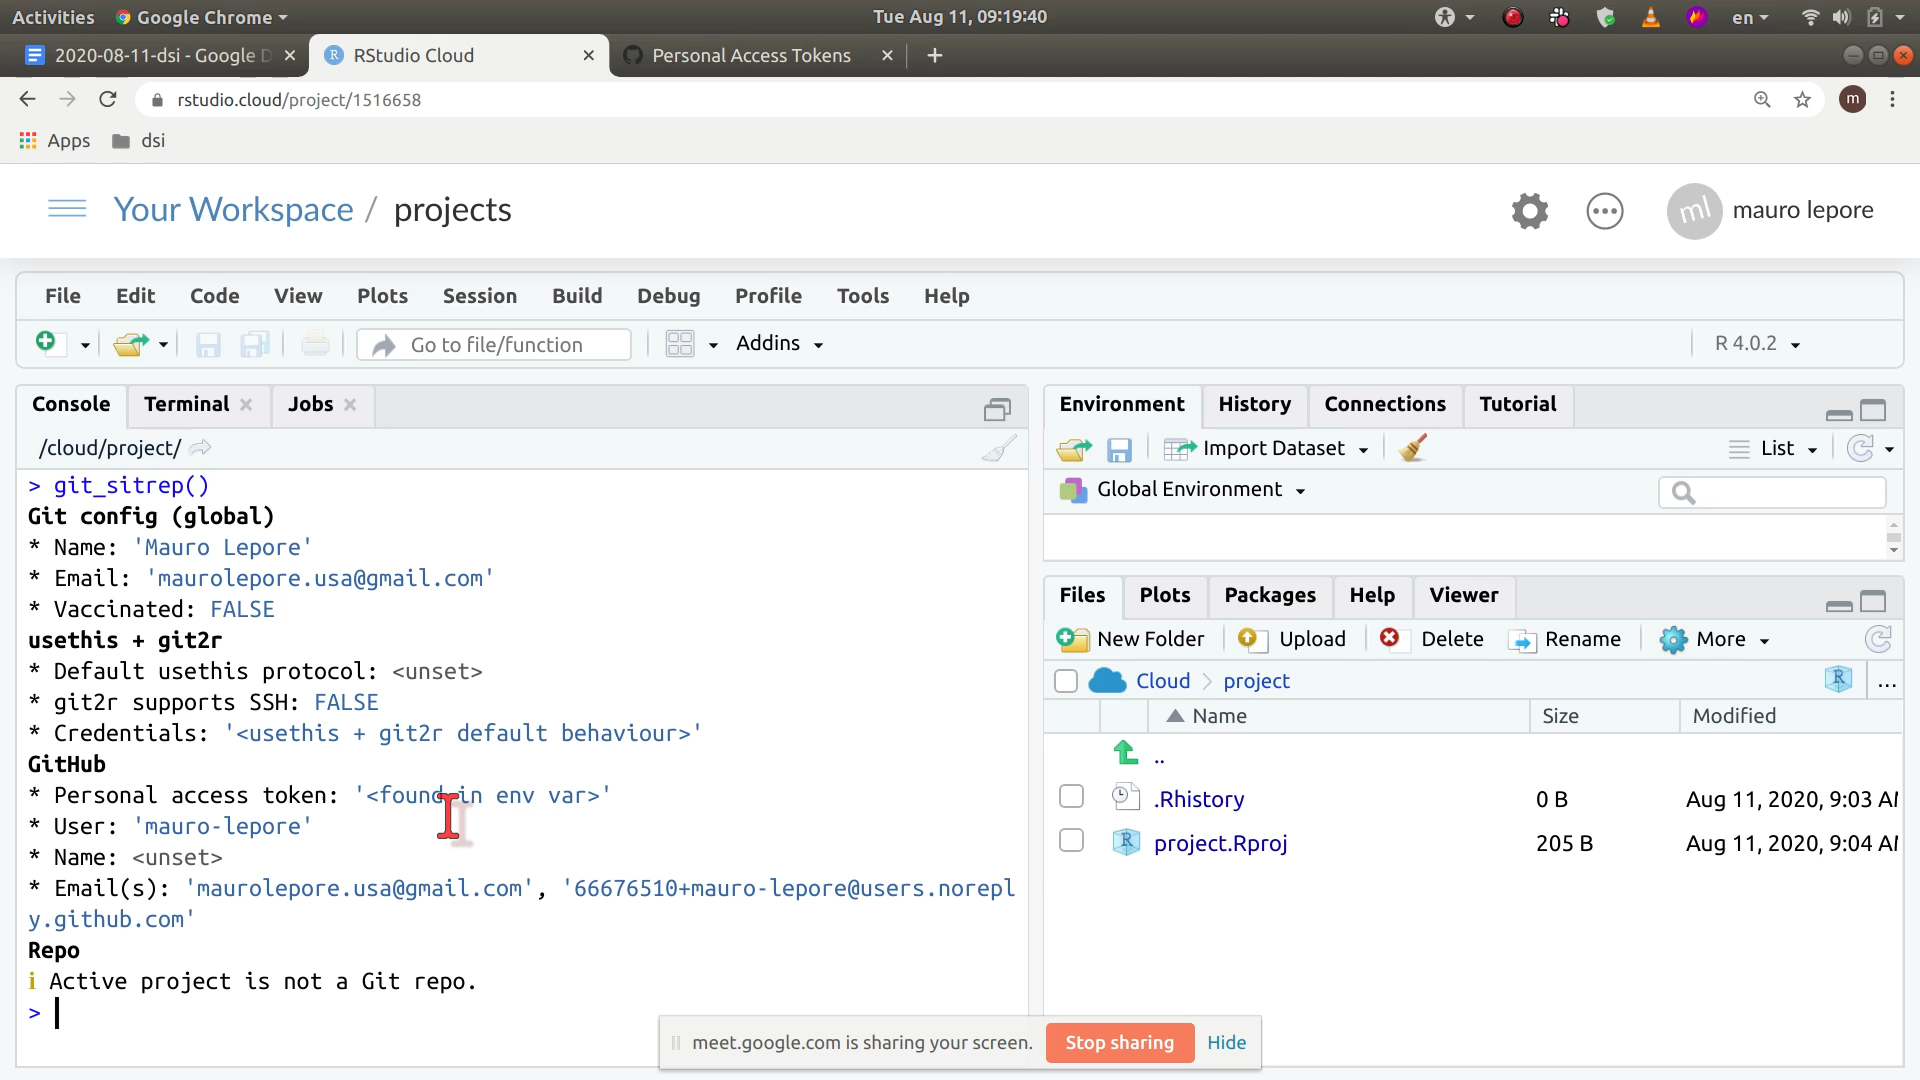 Activities
Google Chrome
Tue Aug 11, 09:19:40
en
2020-08-11-dsi - Google D
RStudio Cloud
Personal Access Tokens
rstudio.cloud/project/1516658
m
Apps
dsi
Your Workspace / projects
ml
mauro lepore
File Edit Code View Plots Session Build Debug Profile Tools Help
Go to file/function
Addins
R 4.0.2
Console Terminal Jobs
/cloud/project/
> git_sitrep()
Git config (global)
* Name: 'Mauro Lepore'
* Email: 'maurolepore.usa@gmail.com'
* Vaccinated: FALSE
usethis + git2r
* Default usethis protocol: <unset>
* git2r supports SSH: FALSE
* Credentials: '<usethis + git2r default behaviour>'
GitHub
* Personal access token: '<found in env var>'
* User: 'mauro-lepore'
* Name: <unset>
* Email(s): 'maurolepore.usa@gmail.com', '66676510+mauro-lepore@users.norepl
y.github.com'
Repo
i Active project is not a Git repo.
>
Environment History Connections Tutorial
Import Dataset
List
Global Environment
Files Plots Packages Help Viewer
New Folder Upload Delete Rename More
Cloud > project
R
...
Name Size Modified
..
.Rhistory 0 B Aug 11, 2020, 9:03 AM
project.Rproj 205 B Aug 11, 2020, 9:04 AM
meet.google.com is sharing your screen. Stop sharing Hide